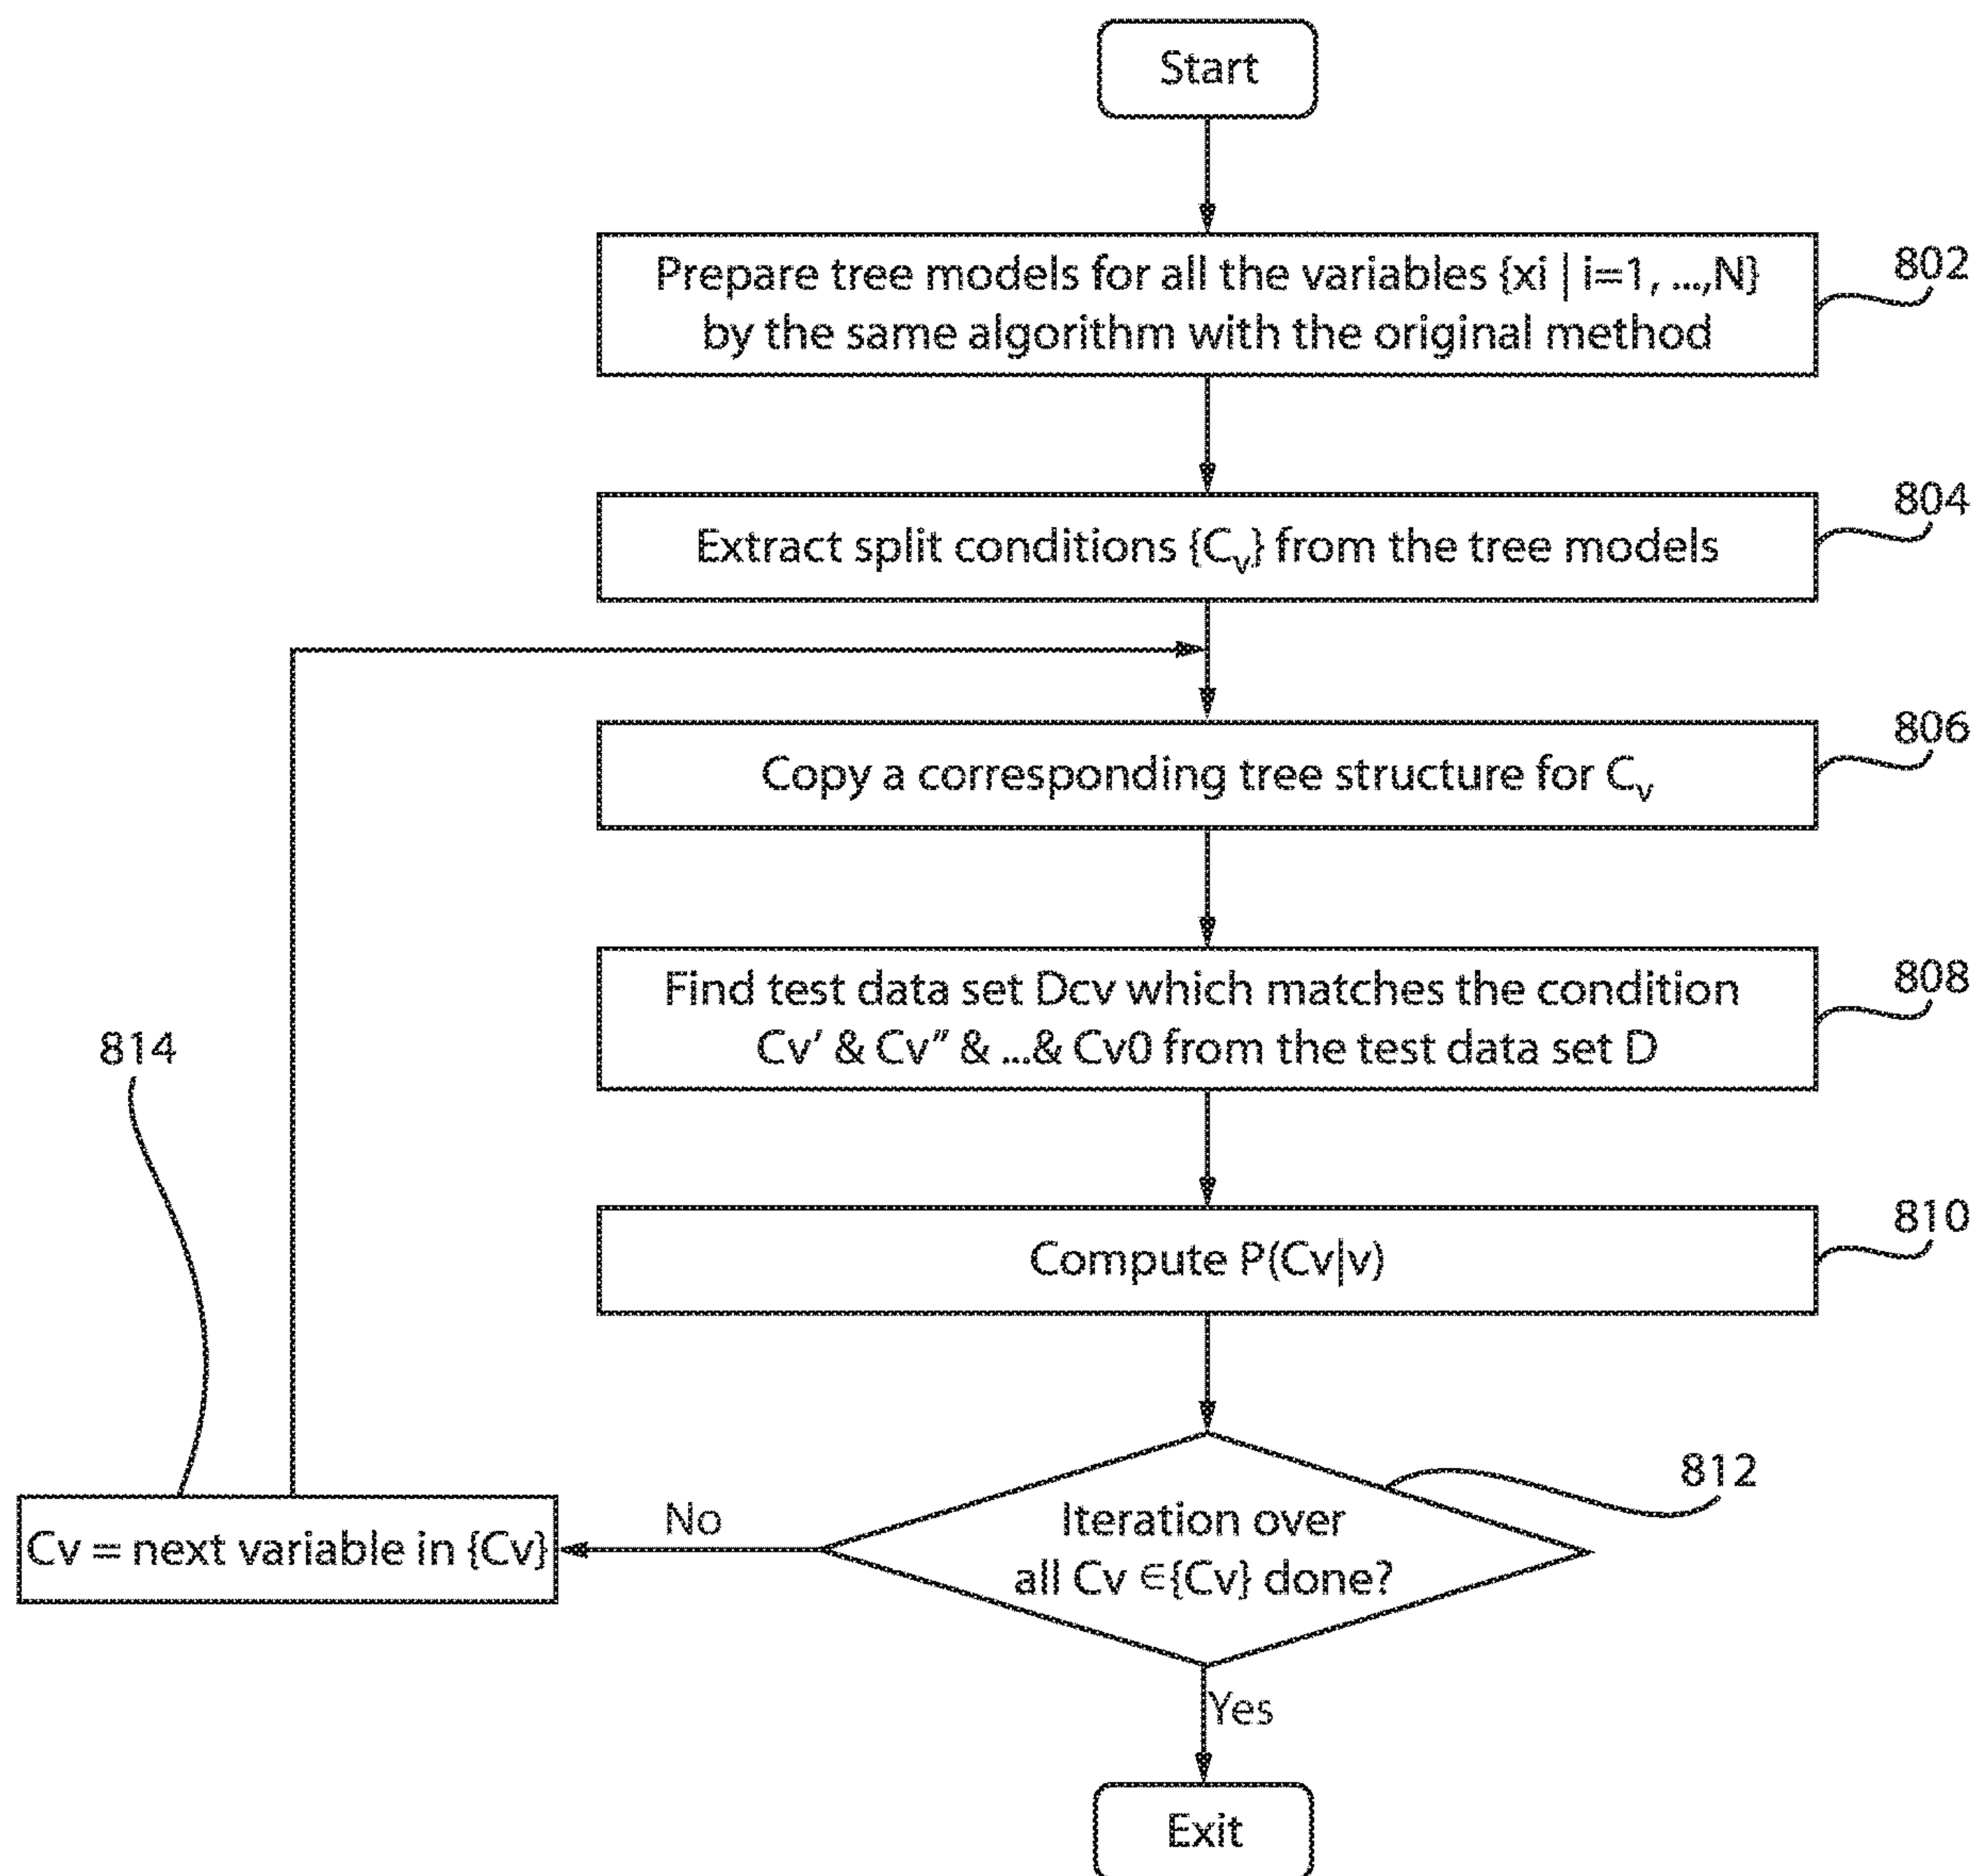 Start
Prepare tree models for all the variables {xi | i=1, ...,N}
by the same algorithm with the original method
802
Extract split conditions {Cᵥ} from the tree models
804
Copy a corresponding tree structure for Cᵥ
806
Find test data set Dcv which matches the condition
Cv′ & Cv″ & ...& Cv0 from the test data set D
808
814
Compute P(Cv|v)
810
Iteration over
all Cv ∈{Cv} done?
812
No
Cv = next variable in {Cv}
Yes
Exit